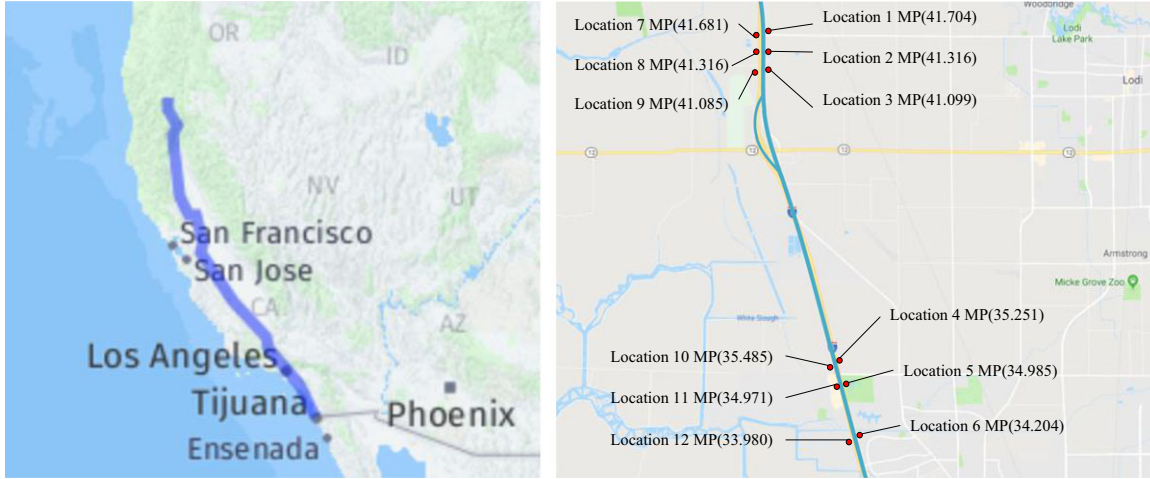 OR
ID
NV
UT
San Francisco
San Jose
CA
AZ
Los Angeles
Tijuana
Phoenix
Ensenada
Location 7 MP(41.681)
Location 1 MP(41.704)
Location 8 MP(41.316)
Location 2 MP(41.316)
Location 9 MP(41.085)
Location 3 MP(41.099)
Woodbridge
Lodi
Lake Park
Lodi
12
12
12
12
Armstrong
Micke Grove Zoo
White Slough
Location 4 MP(35.251)
Location 10 MP(35.485)
Location 5 MP(34.985)
Location 11 MP(34.971)
Location 6 MP(34.204)
Location 12 MP(33.980)